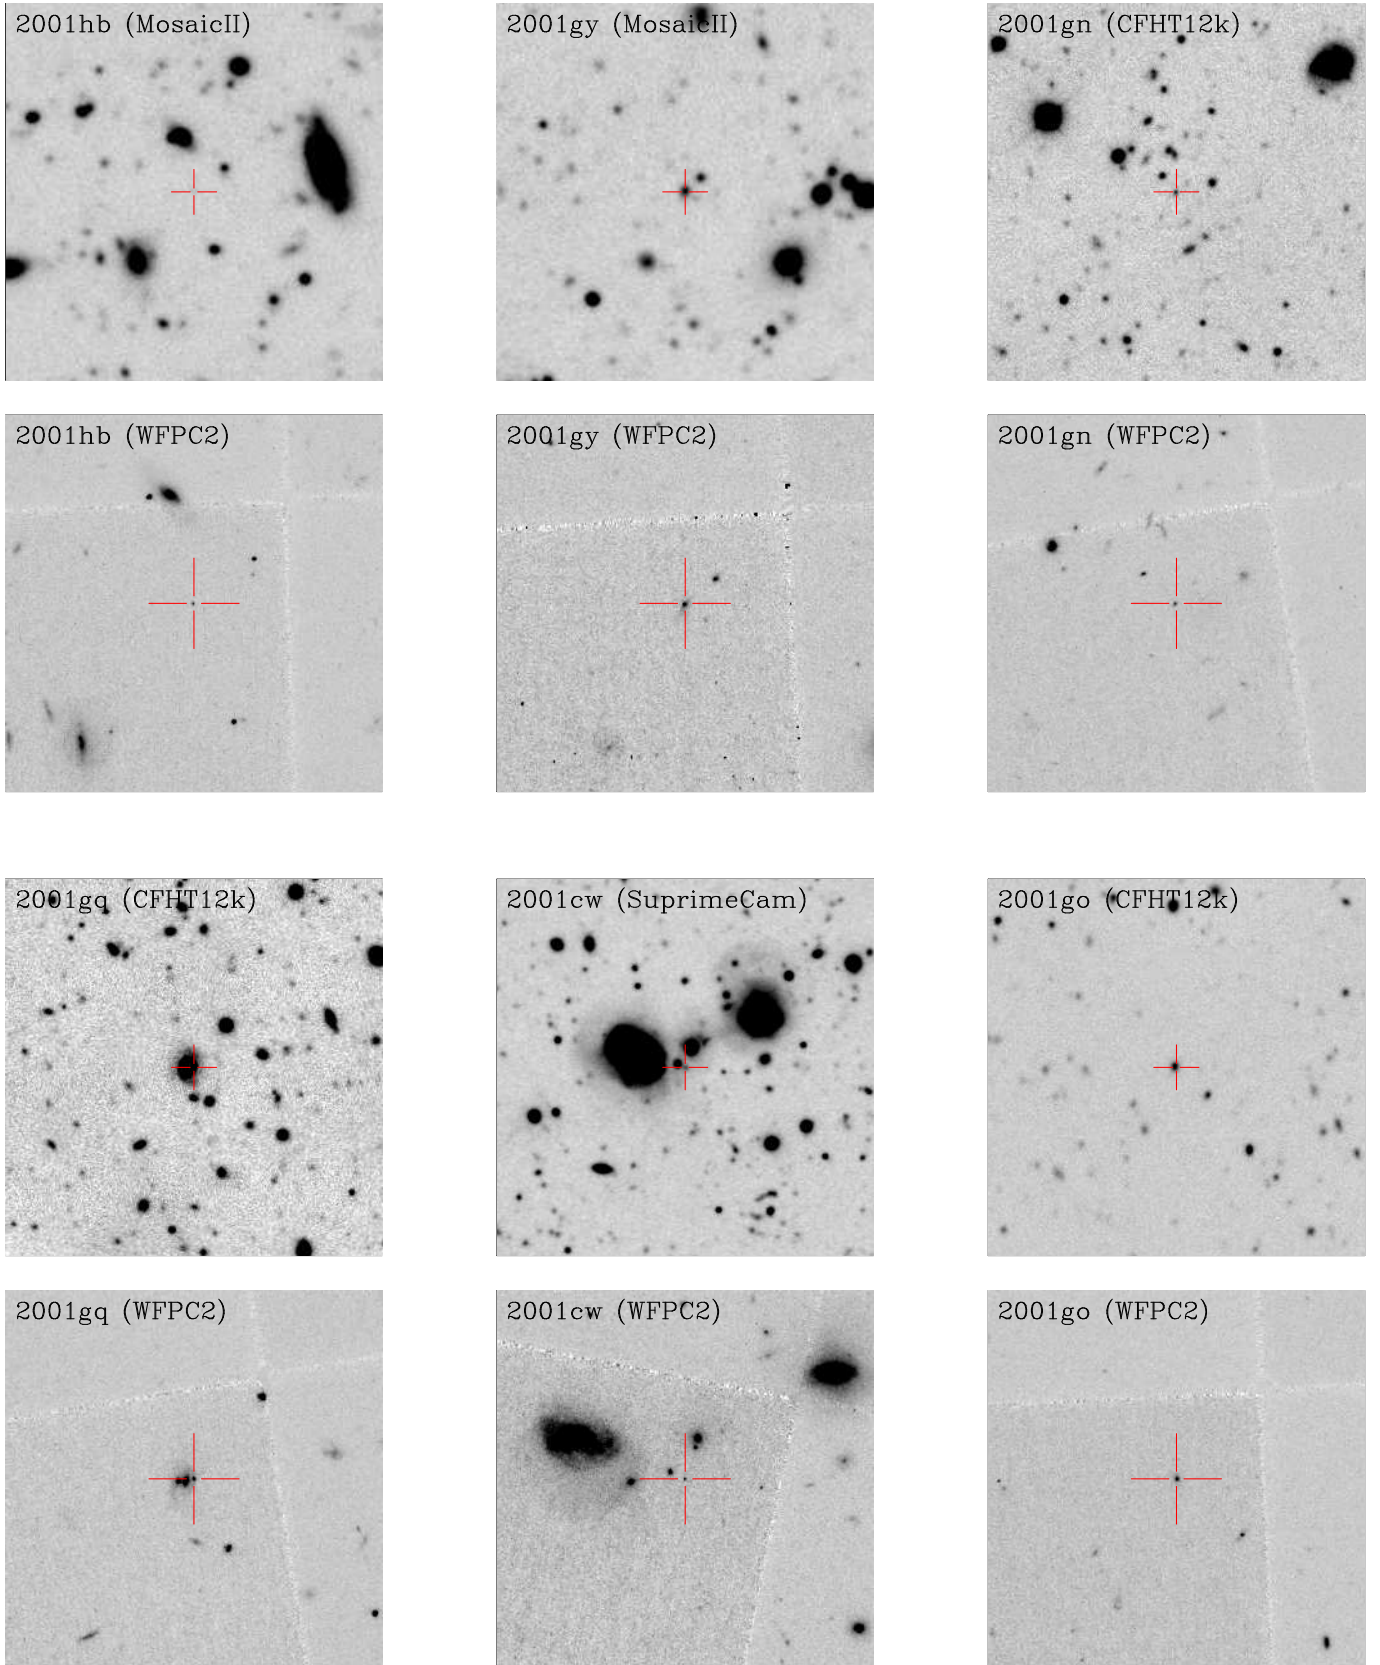 2001hb (MosaicII)
2001gy (MosaicII)
2001gn (CFHT12k)
2001hb (WFPC2)
2001gy (WFPC2)
2001gn (WFPC2)
2001gq (CFHT12k)
2001cw (SuprimeCam)
2001go (CFHT12k)
2001gq (WFPC2)
2001cw (WFPC2)
2001go (WFPC2)